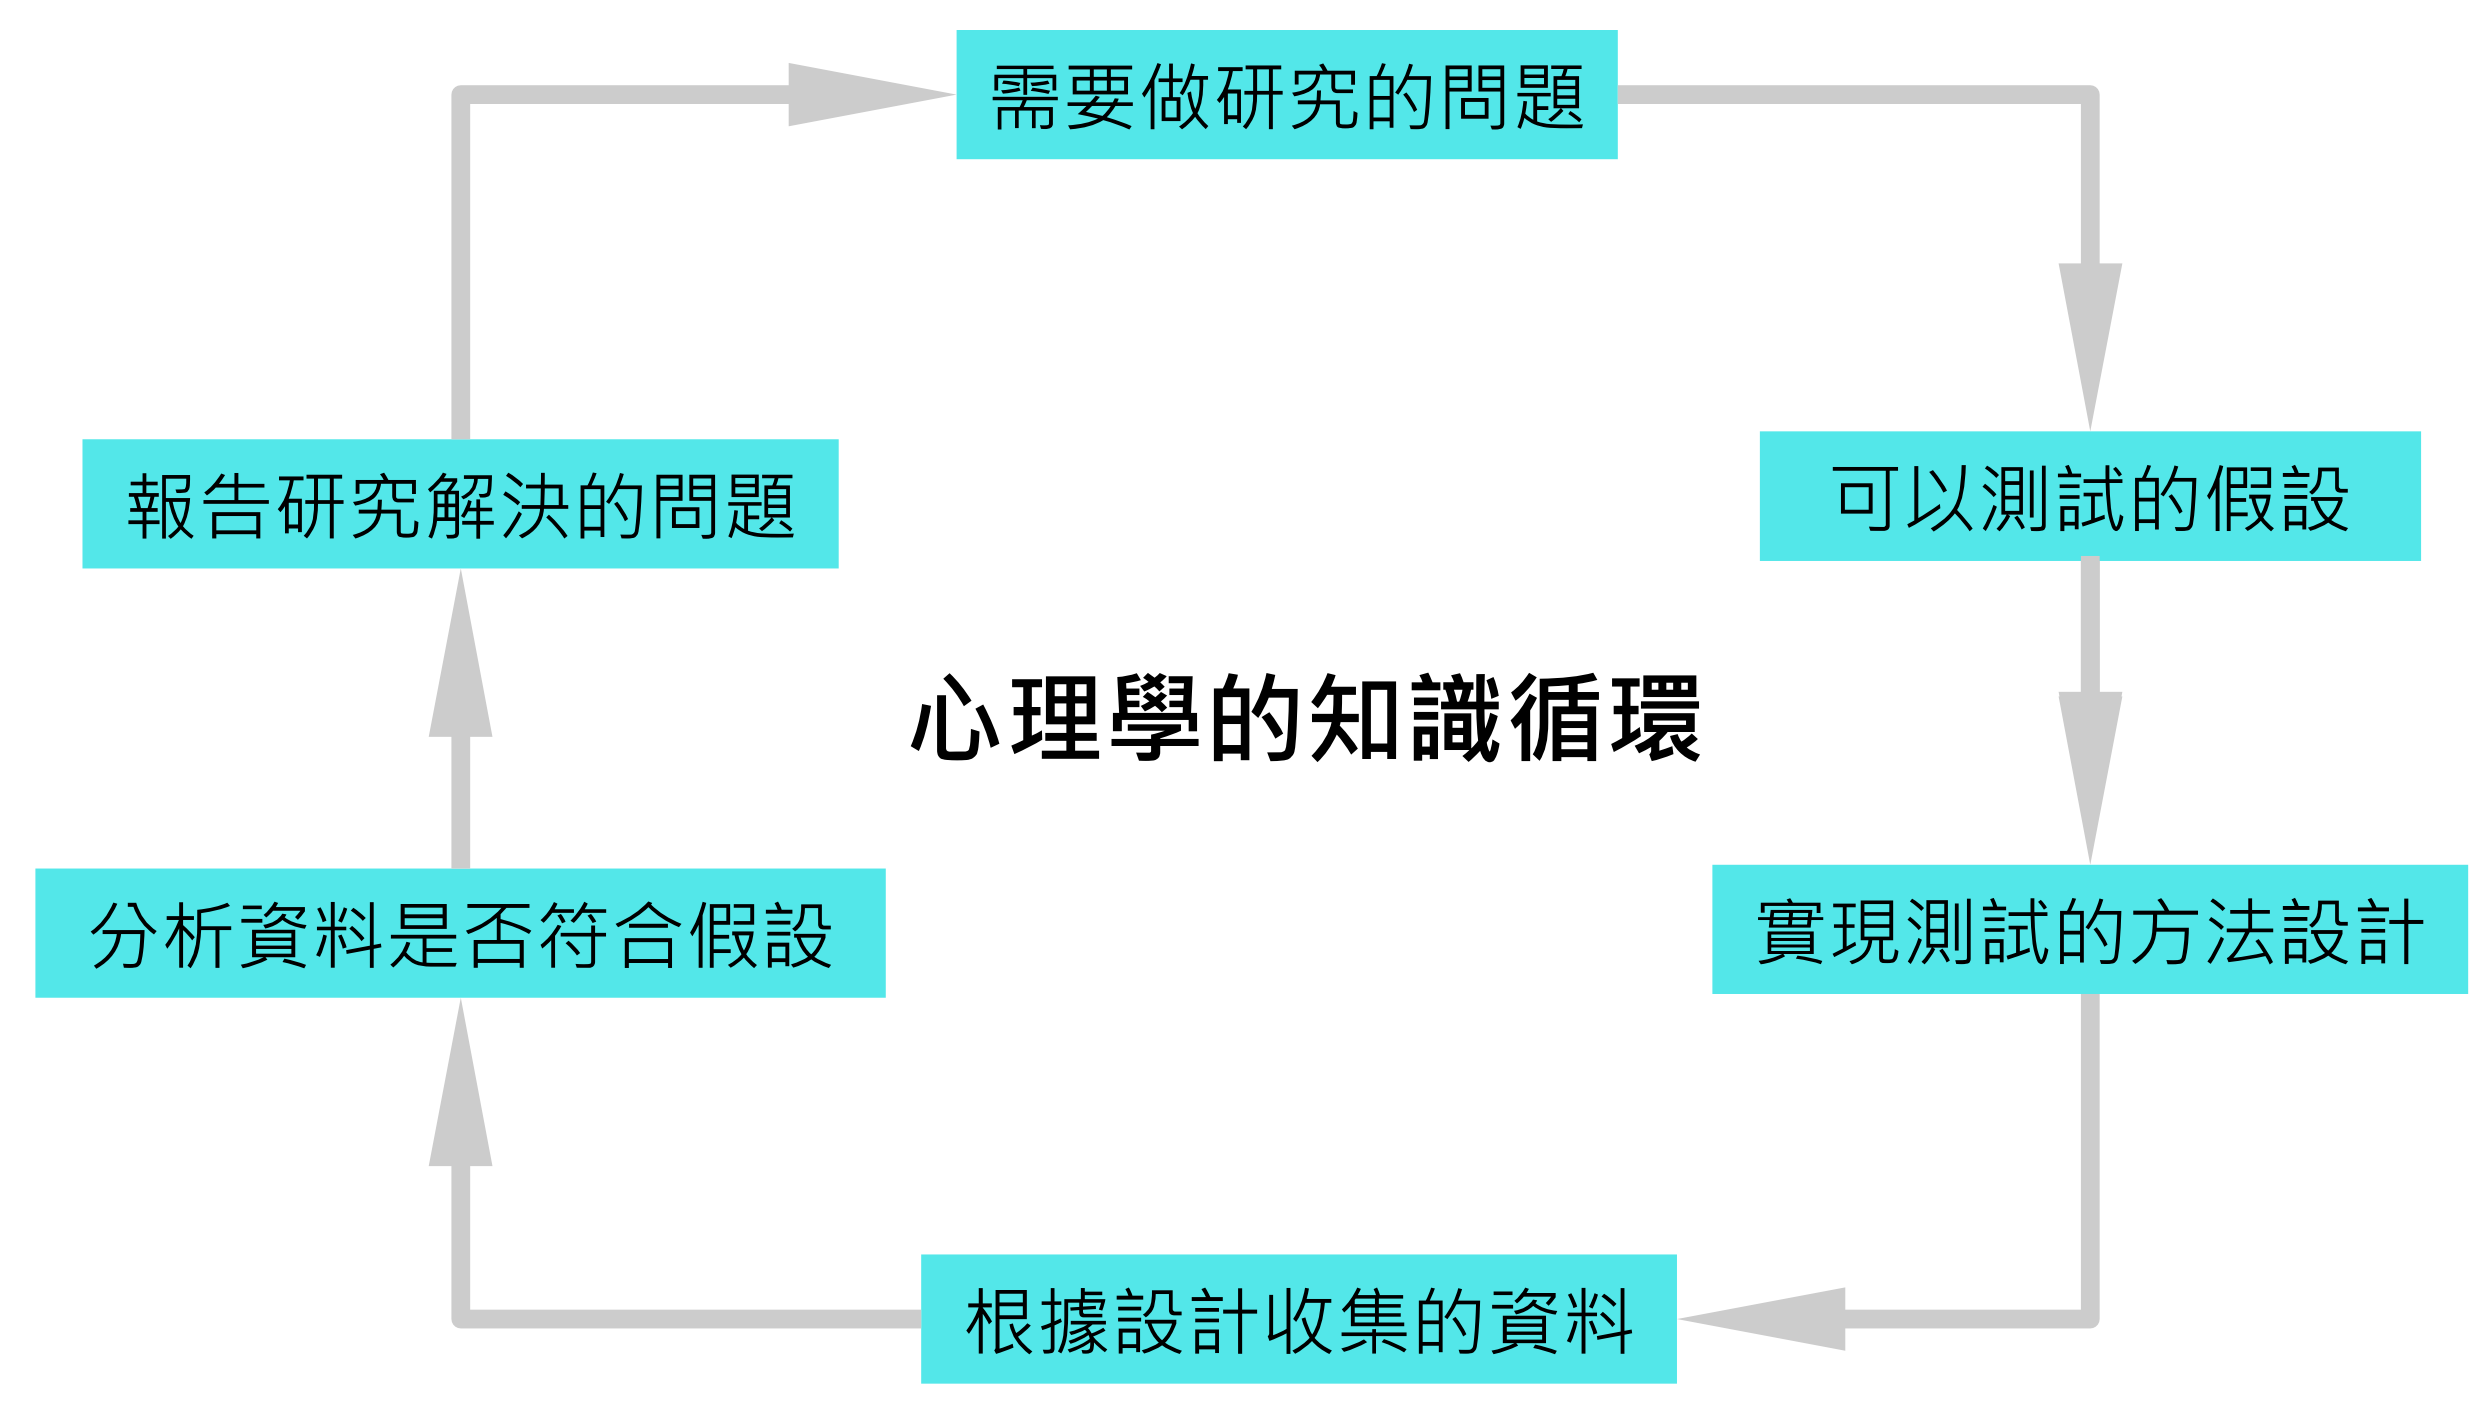 需要做研究的問題
報告研究解決的問題
可以測試的假設
心理學的知識循環
分析資料是否符合假設
實現測試的方法設計
根據設計收集的資料